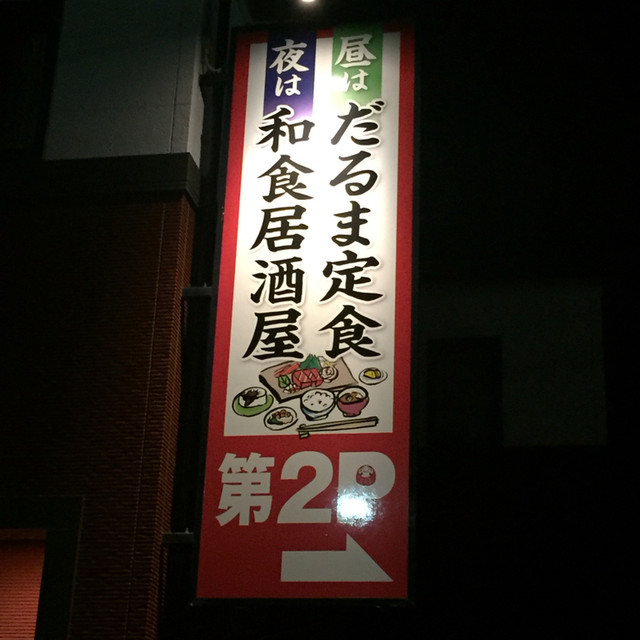 昼は
だるま定食
夜は
和食居酒屋
第2P